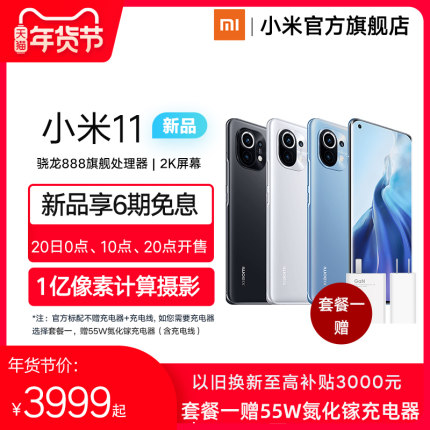 天猫 年货节
小米官方旗舰店
小米11 新品
骁龙888旗舰处理器 | 2K屏幕
新品享6期免息
20日0点、10点、20点开售
1亿像素计算摄影
*注：官方标配不赠充电器+充电线，如您需要充电器
选择套餐一，赠55W氮化镓充电器（含充电线）
XIAOMI
XIAOMI
XIAOMI
GaN
套餐一
赠
年货节价：
¥3999起
以旧换新至高补贴3000元
套餐一赠55W氮化镓充电器